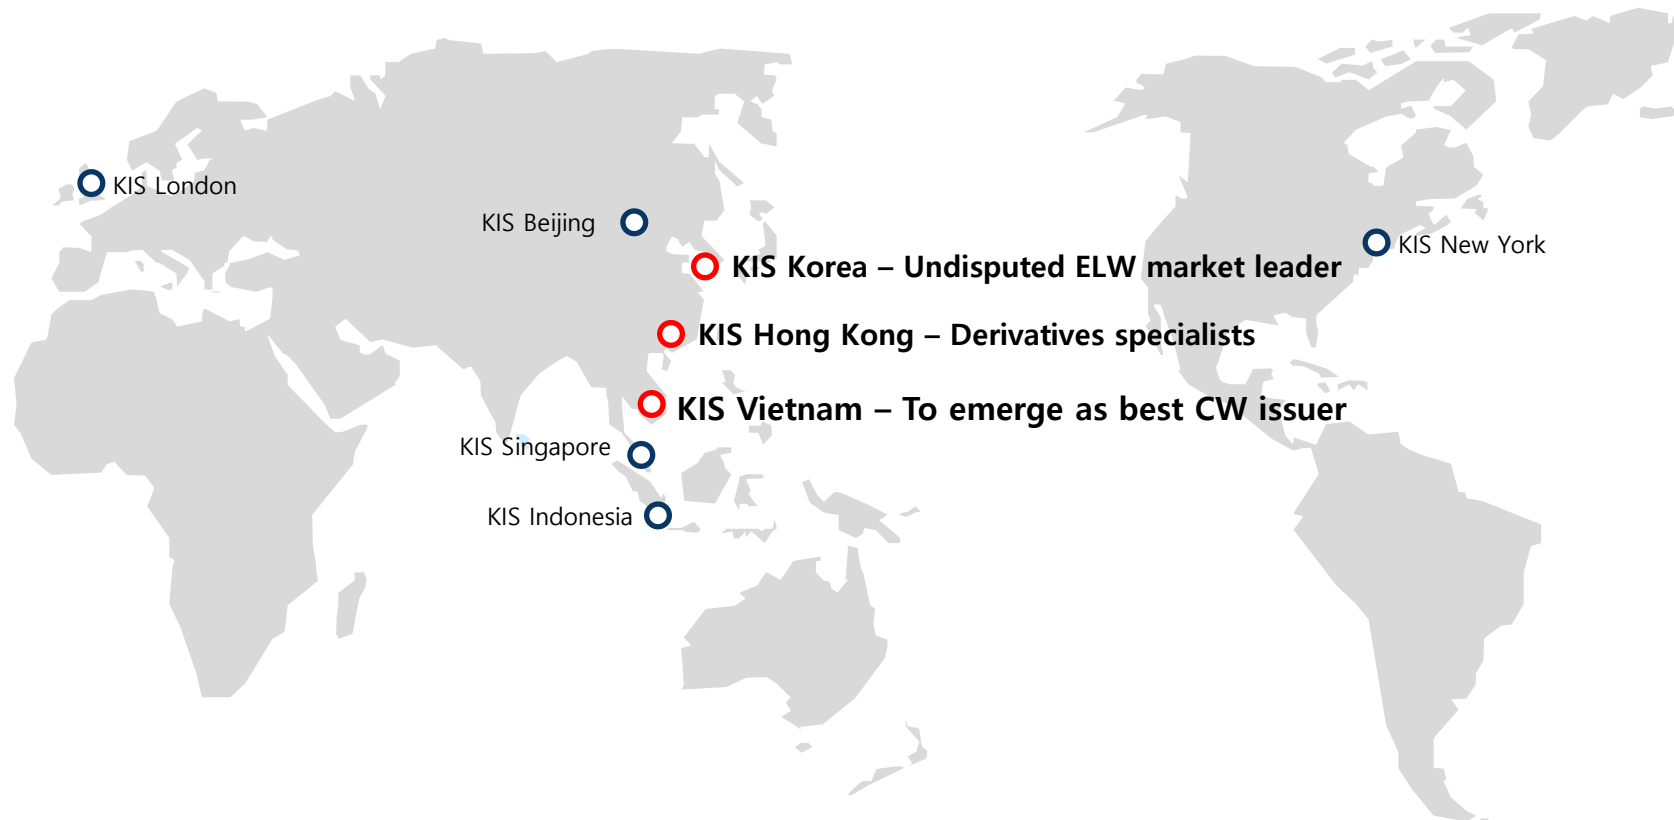 KIS London
KIS Beijing
KIS New York
KIS Korea – Undisputed ELW market leader
KIS Hong Kong – Derivatives specialists
KIS Vietnam – To emerge as best CW issuer
KIS Singapore
KIS Indonesia